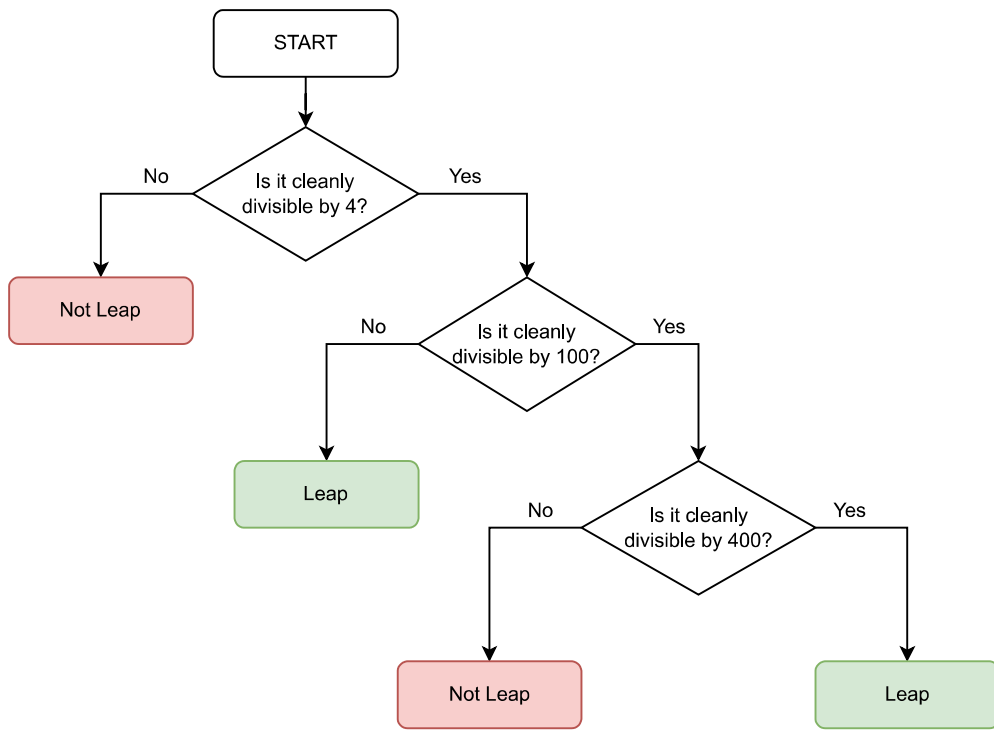 START
No
Yes
Is it cleanly
divisible by 4?
Not Leap
No
Yes
Is it cleanly
divisible by 100?
Leap
No
Yes
Is it cleanly
divisible by 400?
Not Leap
Leap